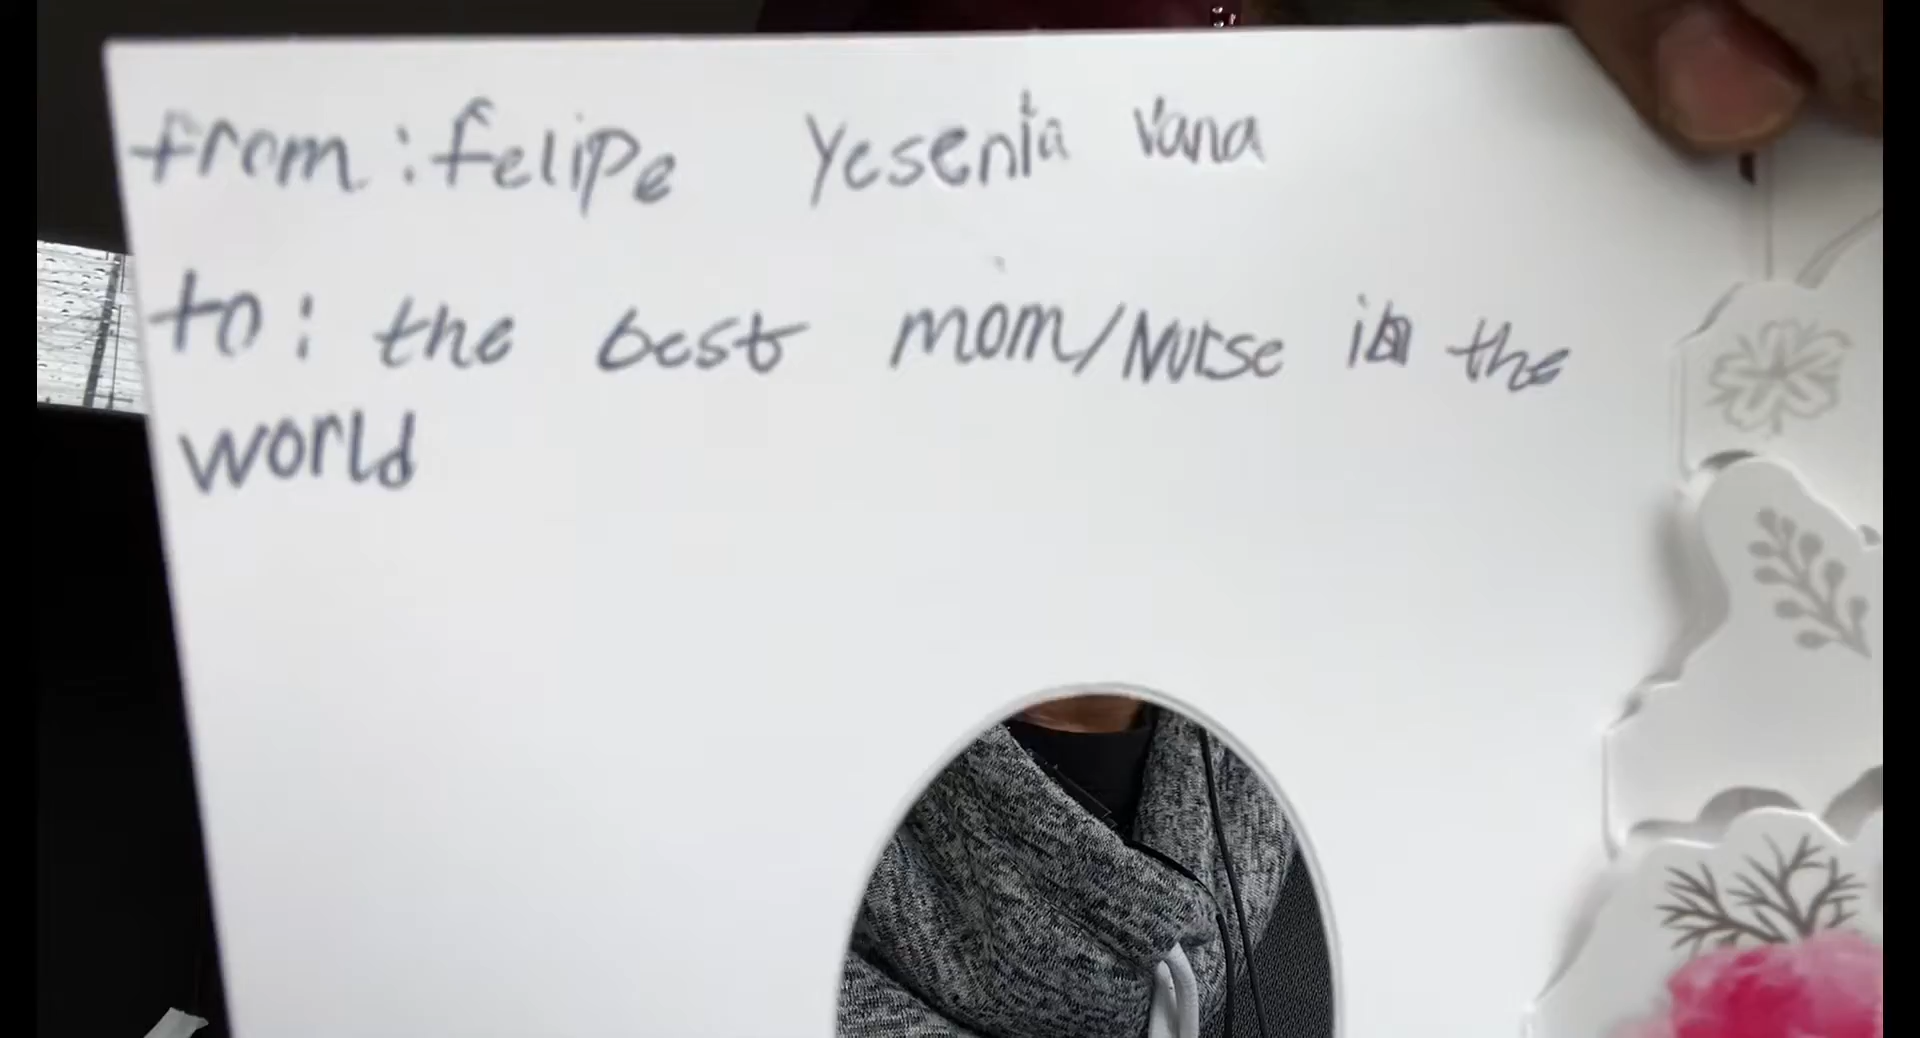 from: felipe Yesenia Vana
to: the best mom/Nurse in the
world